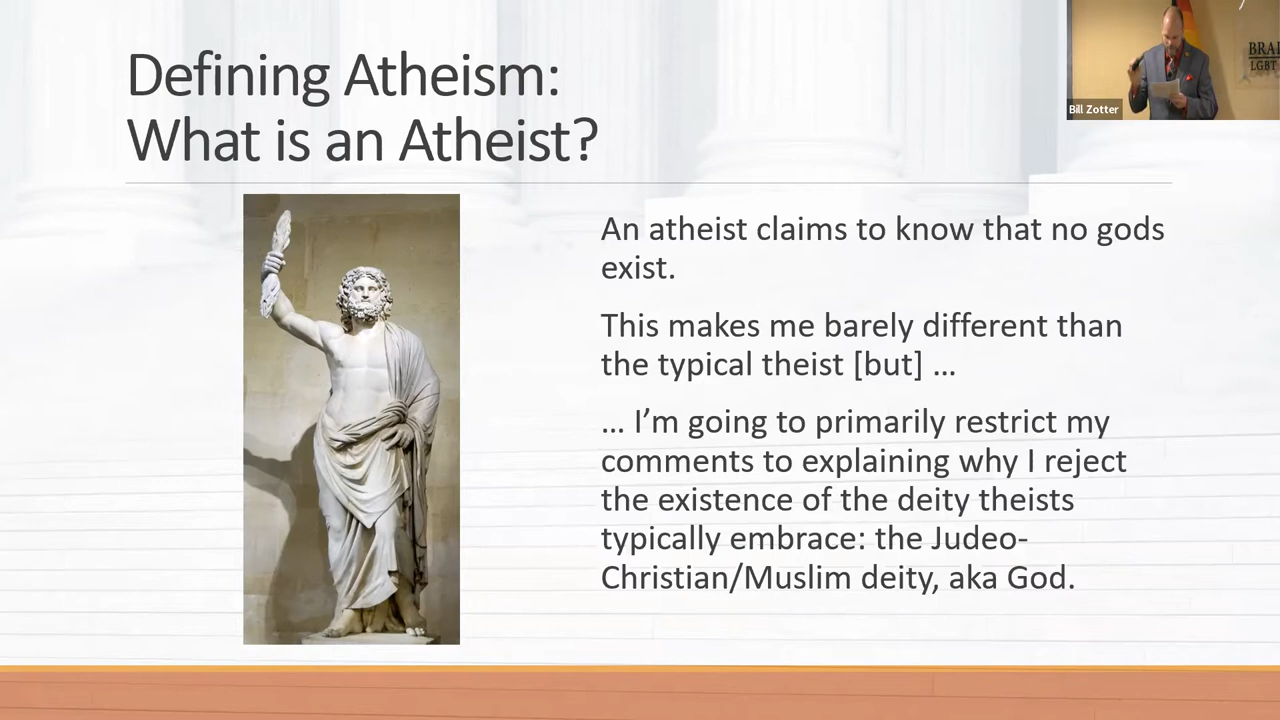 Defining Atheism:
What is an Atheist?
Bill Zotter
LGBT
An atheist claims to know that no gods
exist.
This makes me barely different than
the typical theist [but] …
… I’m going to primarily restrict my
comments to explaining why I reject
the existence of the deity theists
typically embrace: the Judeo-
Christian/Muslim deity, aka God.